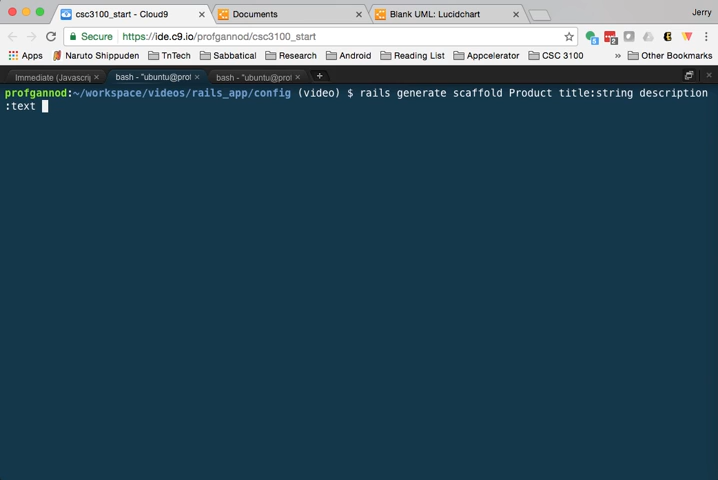 csc3100_start - Cloud9
Documents
Blank UML: Lucidchart
Jerry
Secure
https://ide.c9.io/profgannod/csc3100_start
5
2
Apps
Naruto Shippuden
TnTech
Sabbatical
Research
Android
Reading List
Appcelerator
CSC 3100
»
Other Bookmarks
Immediate (Javascri
bash - "ubuntu@prof
bash - "ubuntu@prof
profgannod:~/workspace/videos/rails_app/config (video) $ rails generate scaffold Product title:string description
:text